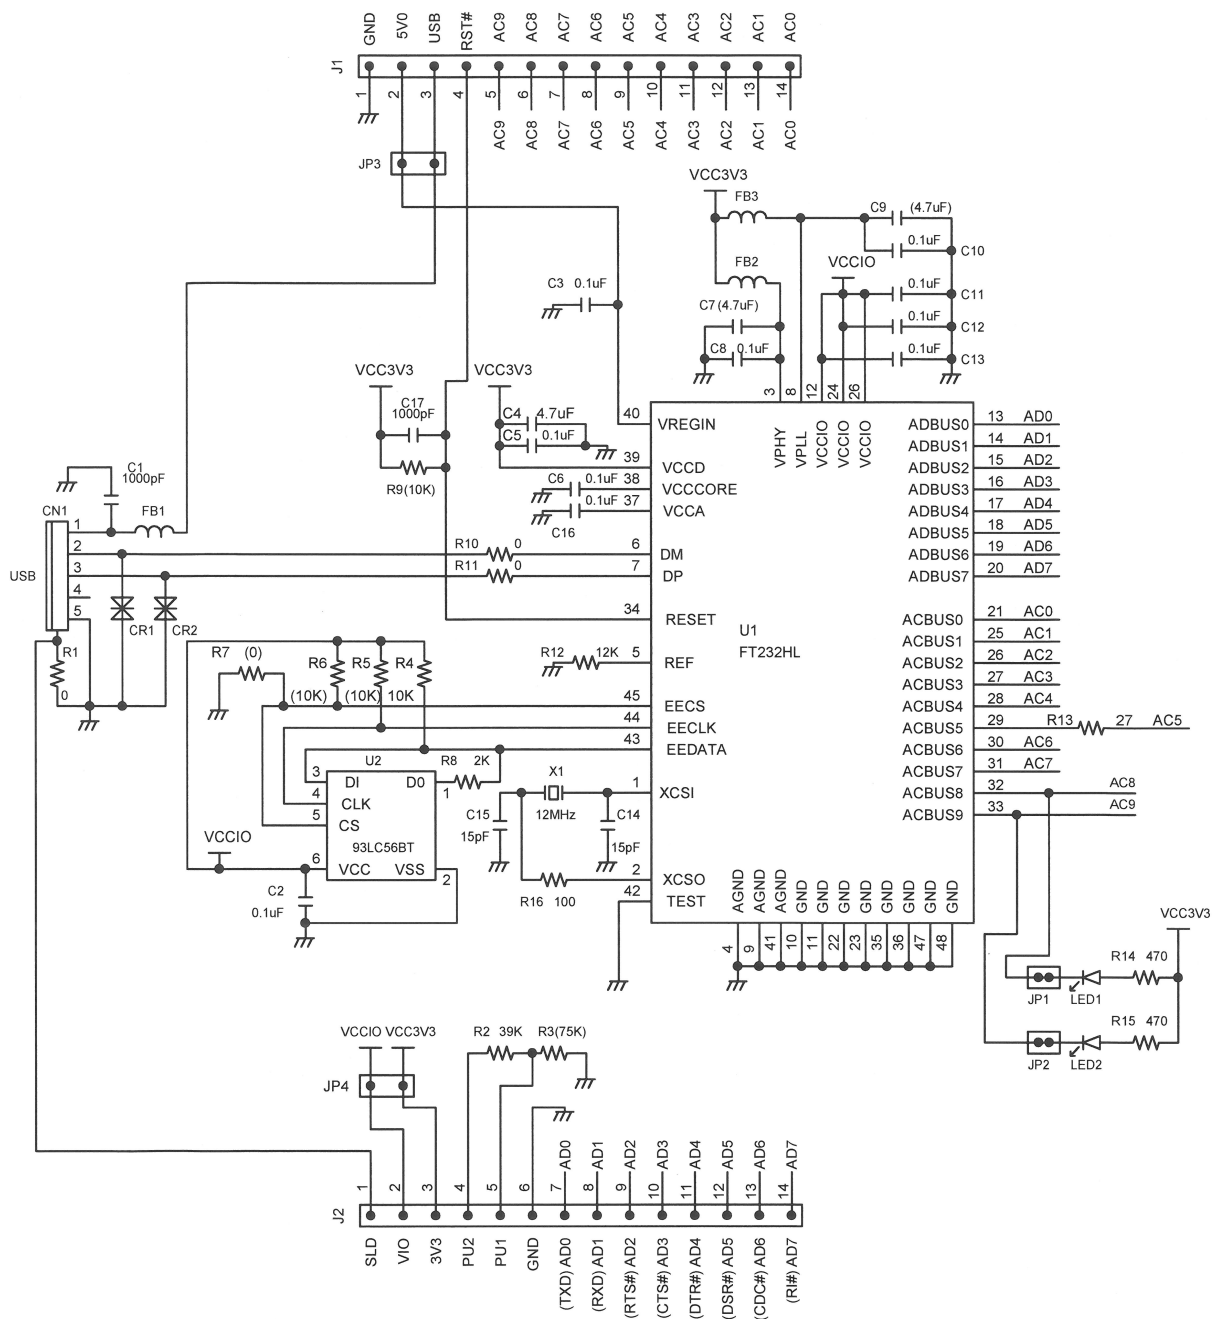 GND 5V0 USB RST# AC9 AC8 AC7 AC6 AC5 AC4 AC3 AC2 AC1 AC0
J1
1 2 3 4 5 6 7 8 9 10 11 12 13 14
AC9 AC8 AC7 AC6 AC5 AC4 AC3 AC2 AC1 AC0
JP3
VCC3V3
FB3
C9 (4.7uF)
0.1uF C10
FB2
VCCIO
C3 0.1uF
0.1uF C11
C7 (4.7uF)
0.1uF C12
C8 0.1uF
0.1uF C13
VCC3V3
VCC3V3
3 8 12 24 26
C17
1000pF
C4 4.7uF
C5 0.1uF
R9(10K)
C6 0.1uF
0.1uF
C16
C1
1000pF
CN1
FB1
USB
1
2
3
4
5
CR1 CR2
R1
0
R10 0
R11 0
40 VREGIN
39 VCCD
38 VCCCORE
37 VCCA
6 DM
7 DP
34 RESET
5 REF
45 EECS
44 EECLK
43 EEDATA
1 XCSI
2 XCSO
42 TEST
VPHY VPLL VCCIO VCCIO VCCIO
U1
FT232HL
ADBUS0 13 AD0
ADBUS1 14 AD1
ADBUS2 15 AD2
ADBUS3 16 AD3
ADBUS4 17 AD4
ADBUS5 18 AD5
ADBUS6 19 AD6
ADBUS7 20 AD7
ACBUS0 21 AC0
ACBUS1 25 AC1
ACBUS2 26 AC2
ACBUS3 27 AC3
ACBUS4 28 AC4
ACBUS5 29 R13 27 AC5
ACBUS6 30 AC6
ACBUS7 31 AC7
ACBUS8 32 AC8
ACBUS9 33 AC9
AGND AGND AGND GND GND GND GND GND GND GND GND
4 9 41 10 11 22 23 35 36 47 48
R12 12K
R7 (0)
R6 R5 R4
(10K) (10K) 10K
U2
R8 2K
3 DI D0 1
4 CLK
5 CS
93LC56BT
6 VCC VSS 2
VCCIO
C2
0.1uF
X1
12MHz
C15
15pF
C14
15pF
R16 100
VCC3V3
R14 470
JP1 LED1
R15 470
JP2 LED2
VCCIO VCC3V3
JP4
R2 39K R3(75K)
AD0 AD1 AD2 AD3 AD4 AD5 AD6 AD7
1 2 3 4 5 6 7 8 9 10 11 12 13 14
J2
SLD VIO 3V3 PU2 PU1 GND (TXD) AD0 (RXD) AD1 (RTS#) AD2 (CTS#) AD3 (DTR#) AD4 (DSR#) AD5 (CDC#) AD6 (RI#) AD7